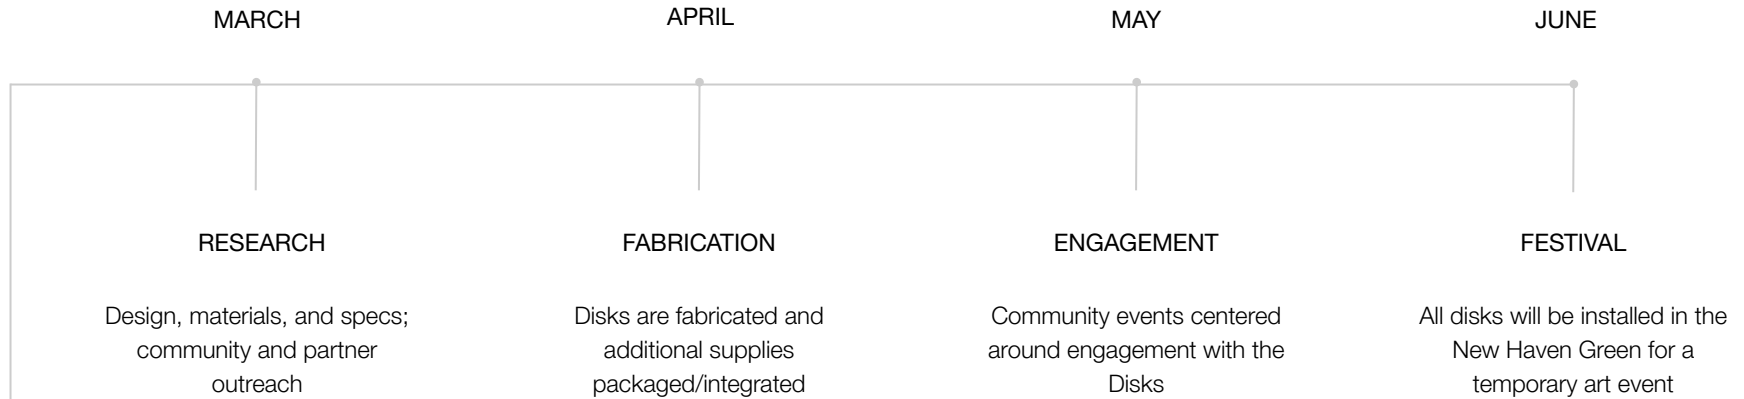 MARCH
APRIL
MAY
JUNE
RESEARCH
Design, materials, and specs;
community and partner
outreach
FABRICATION
Disks are fabricated and
additional supplies
packaged/integrated
ENGAGEMENT
Community events centered
around engagement with the
Disks
FESTIVAL
All disks will be installed in the
New Haven Green for a
temporary art event